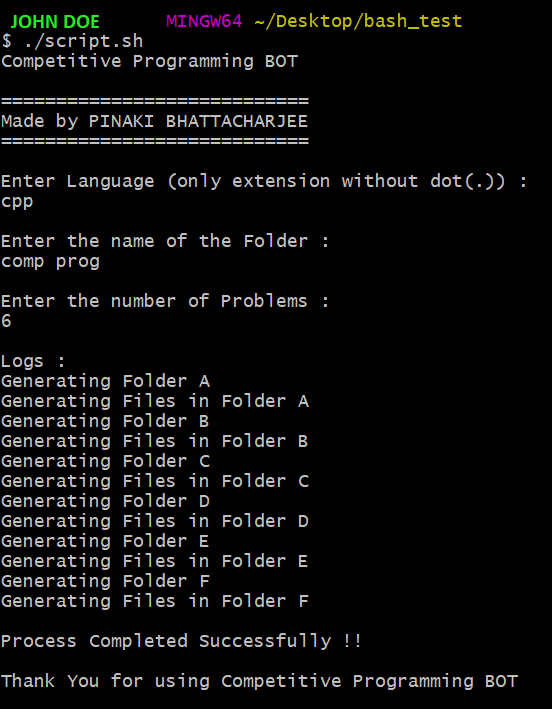 JOHN DOE MINGW64 ~/Desktop/bash_test
$ ./script.sh
Competitive Programming BOT
============================
Made by PINAKI BHATTACHARJEE
============================
Enter Language (only extension without dot(.)) :
cpp
Enter the name of the Folder :
comp prog
Enter the number of Problems :
6
Logs :
Generating Folder A
Generating Files in Folder A
Generating Folder B
Generating Files in Folder B
Generating Folder C
Generating Files in Folder C
Generating Folder D
Generating Files in Folder D
Generating Folder E
Generating Files in Folder E
Generating Folder F
Generating Files in Folder F
Process Completed Successfully !!
Thank You for using Competitive Programming BOT